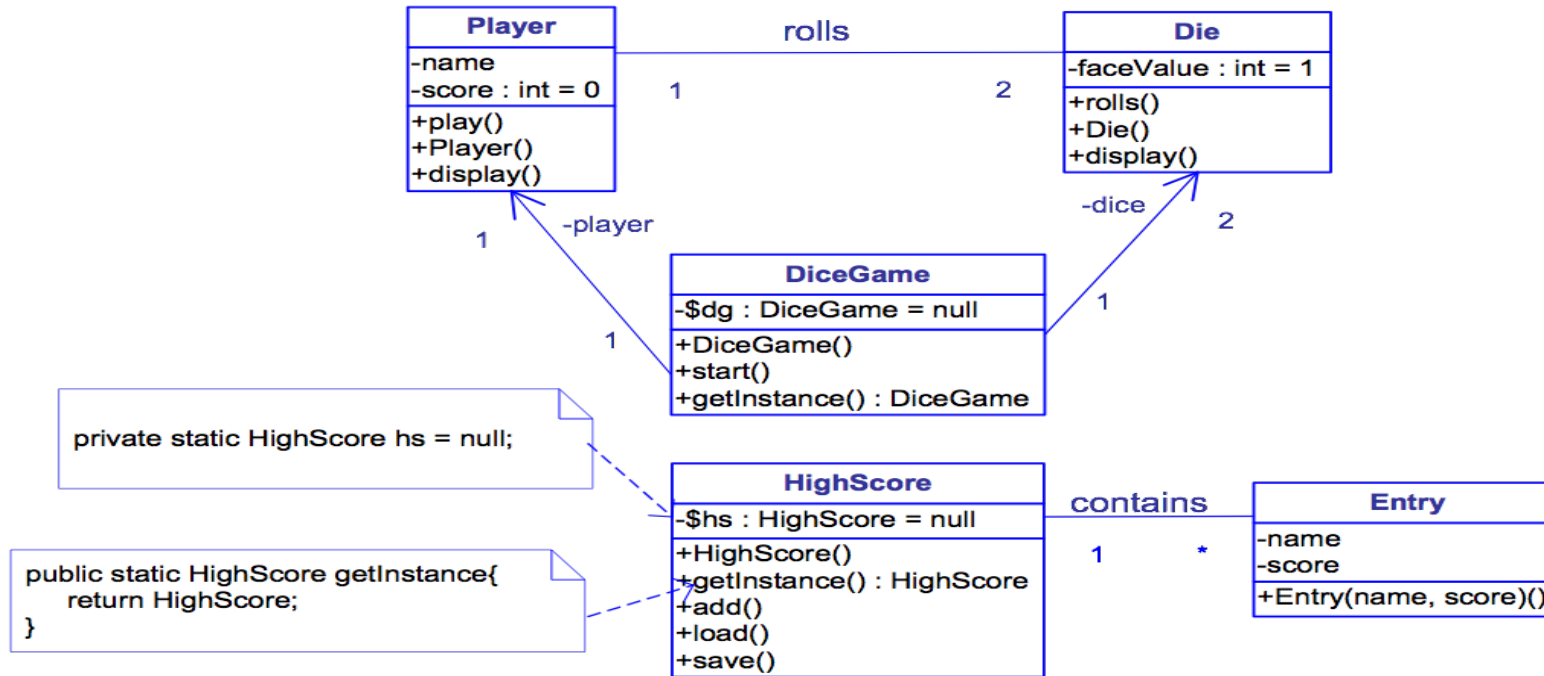 Player
-name
-score : int = 0
+play()
+Player()
+display()
rolls
1
2
Die
-faceValue : int = 1
+rolls()
+Die()
+display()
1
-player
1
-dice
2
1
DiceGame
-$dg : DiceGame = null
+DiceGame()
+start()
+getInstance() : DiceGame
private static HighScore hs = null;
public static HighScore getInstance{
return HighScore;
}
HighScore
-$hs : HighScore = null
+HighScore()
+getInstance() : HighScore
+add()
+load()
+save()
contains
1
*
Entry
-name
-score
+Entry(name, score)()